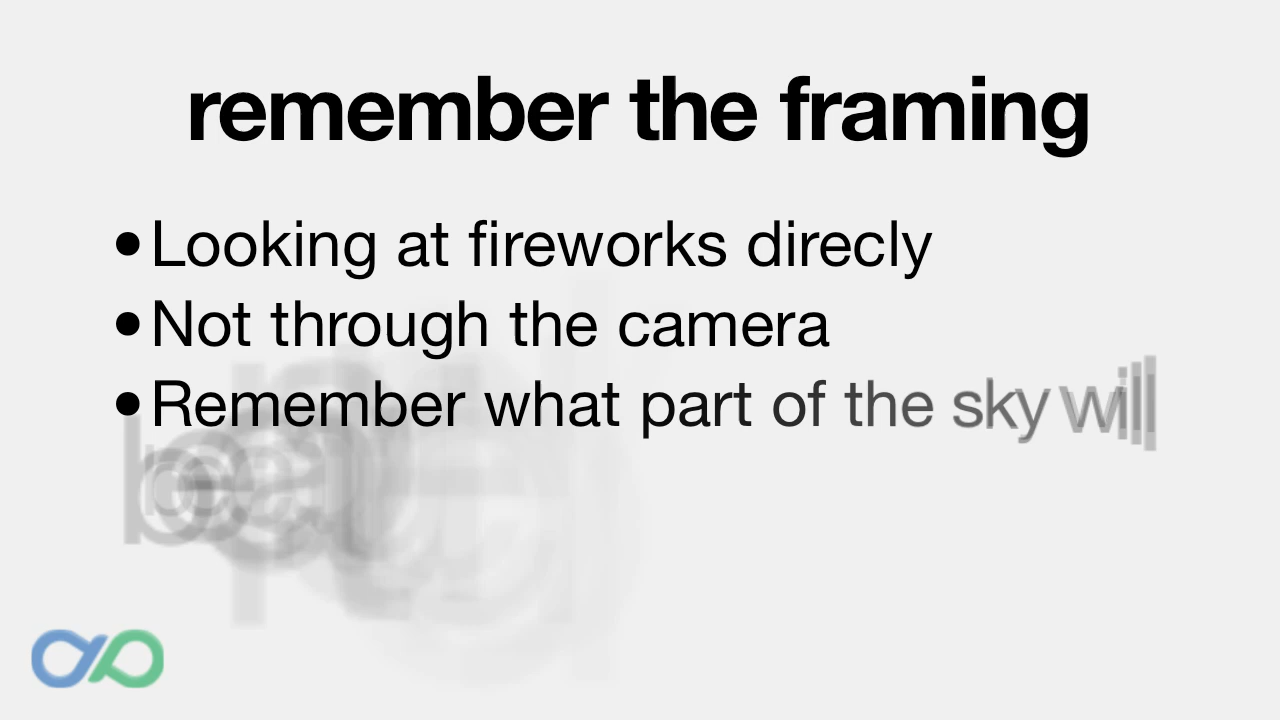 remember the framing
• Looking at fireworks direcly
• Not through the camera
• Remember what part of the sky will